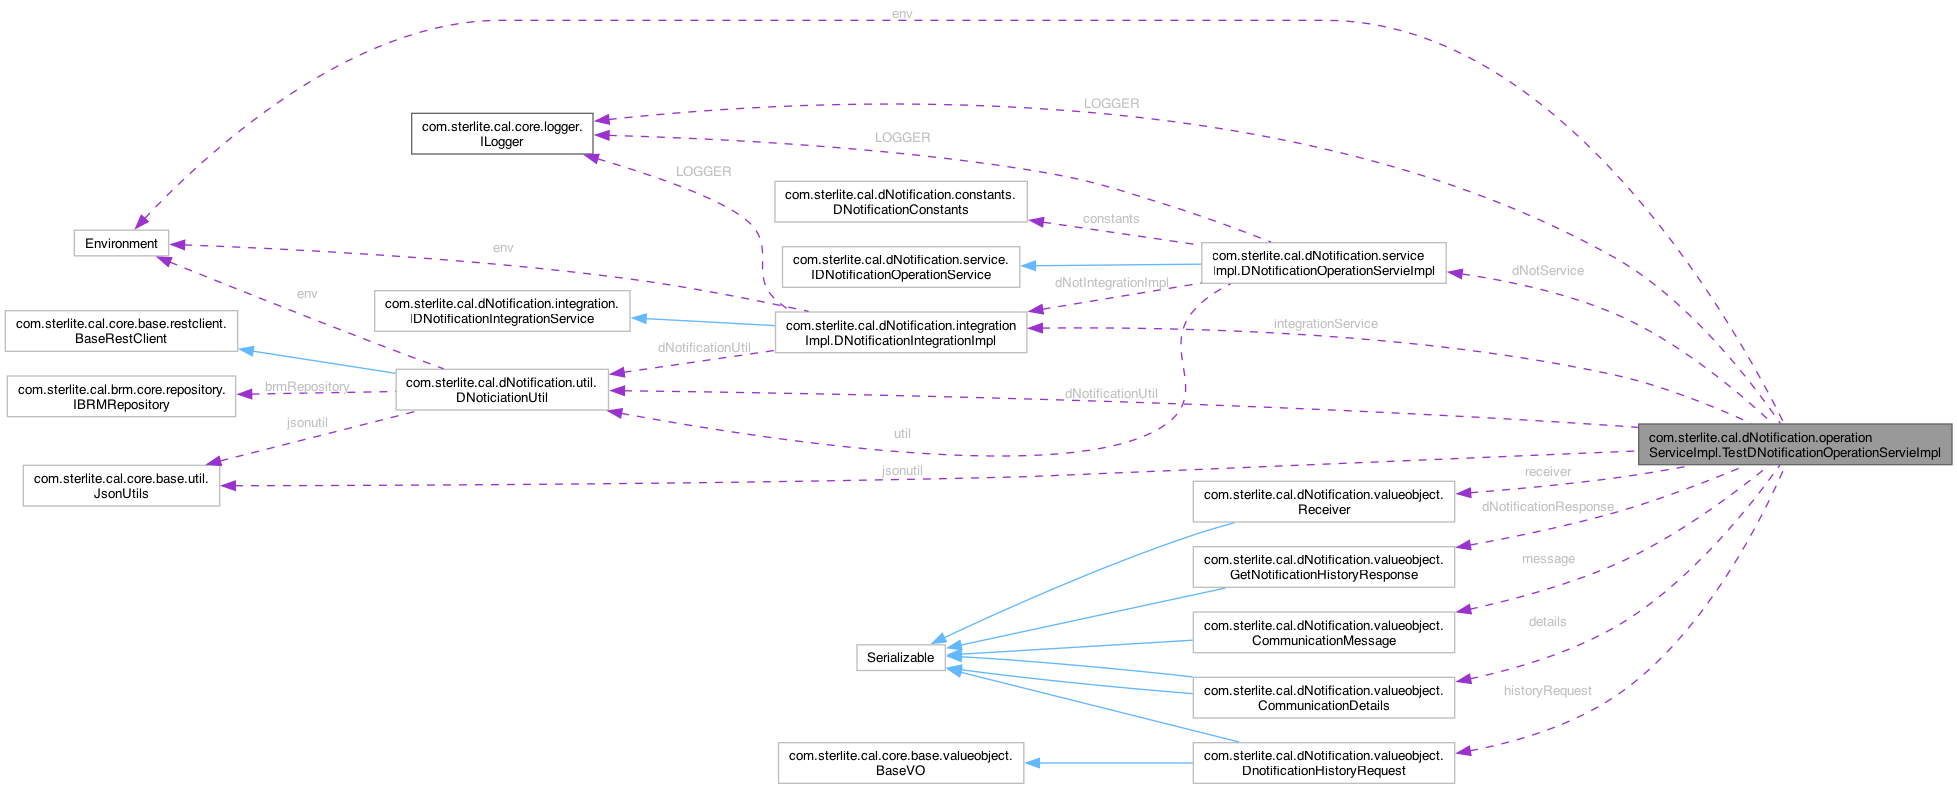 env
LOGGER
com.sterlite.cal.core.logger.
ILogger
LOGGER
LOGGER
com.sterlite.cal.dNotification.constants.
DNotificationConstants
constants
Environment
env
com.sterlite.cal.dNotification.service.
IDNotificationOperationService
com.sterlite.cal.dNotification.service
Impl.DNotificationOperationServieImpl
dNotService
dNotIntegrationImpl
env
com.sterlite.cal.dNotification.integration.
IDNotificationIntegrationService
com.sterlite.cal.core.base.restclient.
BaseRestClient
com.sterlite.cal.dNotification.integration
Impl.DNotificationIntegrationImpl
integrationService
dNotificationUtil
com.sterlite.cal.brm.core.repository.
IBRMRepository
brmRepository
com.sterlite.cal.dNotification.util.
DNoticiationUtil
dNotificationUtil
jsonutil
util
com.sterlite.cal.dNotification.operation
ServiceImpl.TestDNotificationOperationServieImpl
com.sterlite.cal.core.base.util.
JsonUtils
jsonutil
receiver
com.sterlite.cal.dNotification.valueobject.
Receiver
dNotificationResponse
com.sterlite.cal.dNotification.valueobject.
GetNotificationHistoryResponse
message
com.sterlite.cal.dNotification.valueobject.
CommunicationMessage
details
Serializable
com.sterlite.cal.dNotification.valueobject.
CommunicationDetails
historyRequest
com.sterlite.cal.core.base.valueobject.
BaseVO
com.sterlite.cal.dNotification.valueobject.
DnotificationHistoryRequest